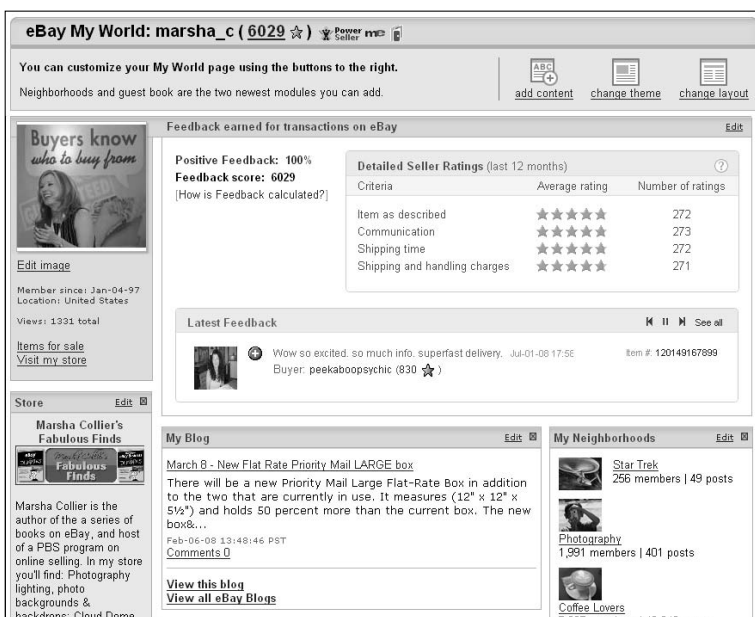 eBay My World: marsha_c ( 6029 ) Power Seller me
You can customize your My World page using the buttons to the right.
Neighborhoods and guest book are the two newest modules you can add.
ABC
add content change theme change layout
Buyers know
who to buy from
Edit image
Member since: Jan-04-97
Location: United States
Views: 1331 total
Items for sale
Visit my store
Feedback earned for transactions on eBay Edit
Positive Feedback: 100%
Feedback score: 6029
[How is Feedback calculated?]
Detailed Seller Ratings (last 12 months) ?
Criteria Average rating Number of ratings
Item as described 272
Communication 273
Shipping time 272
Shipping and handling charges 271
Latest Feedback See all
Wow so excited. so much info. superfast delivery. Jul-01-08 17:58 Item #: 120149167899
Buyer: peekaboopsychic (830 )
Store Edit
Marsha Collier's
Fabulous Finds
Fabulous
Finds
Marsha Collier is the
author of the a series of
books on eBay, and host
of a PBS program on
online selling. In my store
you'll find: Photography
lighting, photo
backgrounds &
backdrops: Cloud Dome
My Blog Edit
March 8 - New Flat Rate Priority Mail LARGE box
There will be a new Priority Mail Large Flat-Rate Box in addition
to the two that are currently in use. It measures (12" x 12" x
5½") and holds 50 percent more than the current box. The new
box&...
Feb-06-08 13:48:46 PST
Comments 0
View this blog
View all eBay Blogs
My Neighborhoods Edit
Star Trek
256 members | 49 posts
Photography
1,991 members | 401 posts
Coffee Lovers